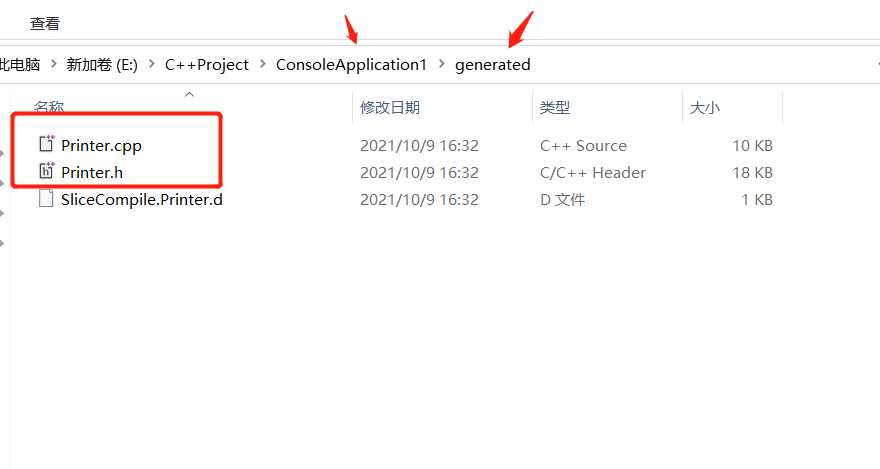 查看
此电脑 > 新加卷 (E:) > C++Project > ConsoleApplication1 > generated
名称 修改日期 类型 大小
Printer.cpp 2021/10/9 16:32 C++ Source 10 KB
Printer.h 2021/10/9 16:32 C/C++ Header 18 KB
SliceCompile.Printer.d 2021/10/9 16:32 D 文件 1 KB